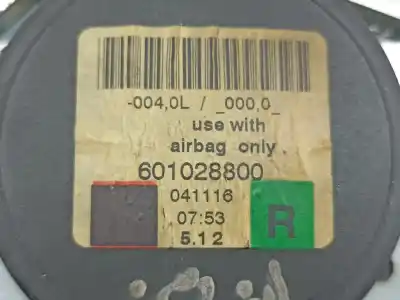 -004,0L / _000,0_
use with
airbag only
601028800
041116
07:53
5.12
R